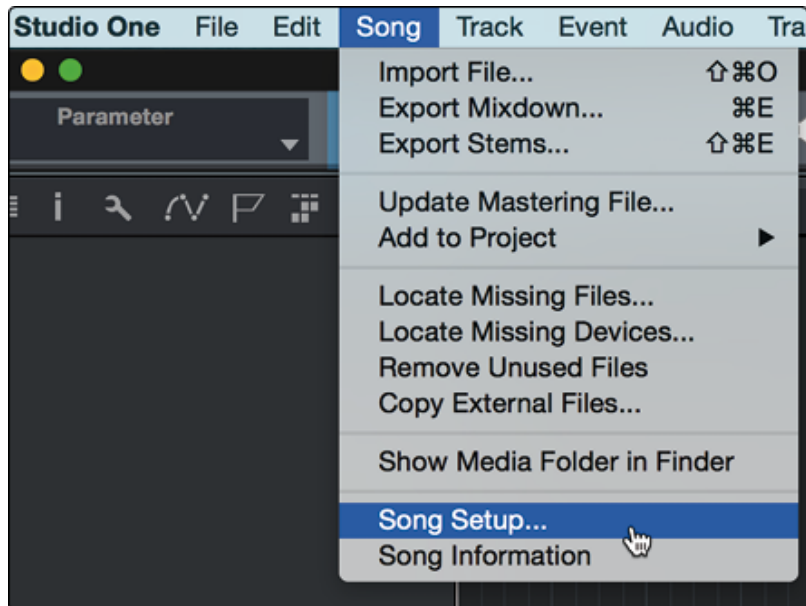 Studio One File Edit Song Track Event Audio Tra
Parameter
Import File... ⇧⌘O
Export Mixdown... ⌘E
Export Stems... ⇧⌘E
Update Mastering File...
Add to Project
Locate Missing Files...
Locate Missing Devices...
Remove Unused Files
Copy External Files...
Show Media Folder in Finder
Song Setup...
Song Information